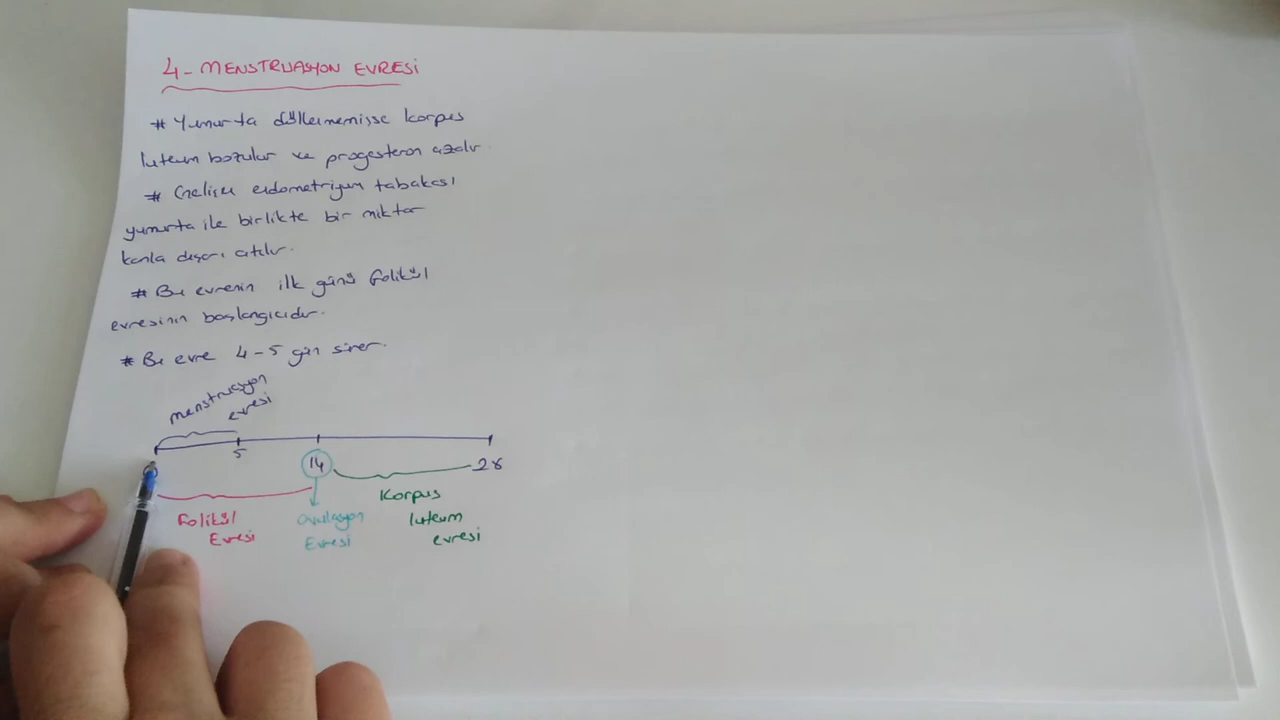 4- MENSTRUASYON EVRESİ
# Yumurta döllenmemişse korpus
luteum bozulur ve progesteron azalır.
# Gelişen endometriyum tabakası
yumurta ile birlikte bir miktar
kanla dışarı atılır.
# Bu evrenin ilk günü folikül
evresinin başlangıcıdır.
# Bu evre 4-5 gün sürer.
menstrüasyon
evresi
5
14
28
Folikül
Evresi
Ovulasyon
Evresi
Korpus
luteum
evresi